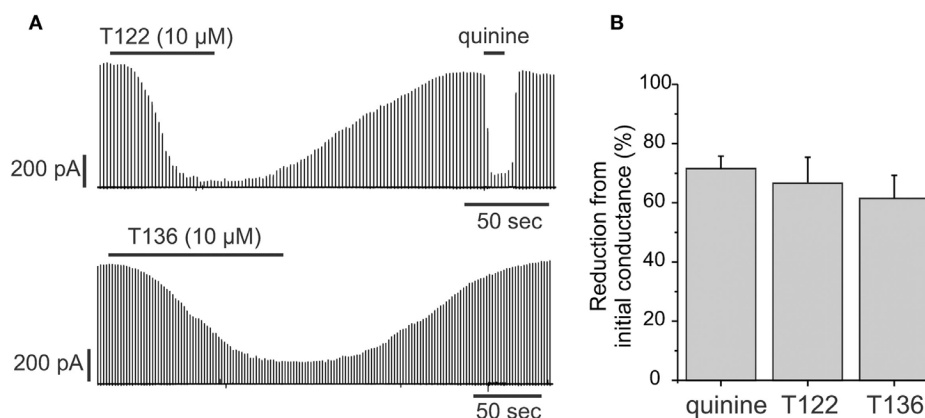 A
T122 (10 µM)
quinine
200 pA
50 sec
T136 (10 µM)
200 pA
50 sec
B
Reduction from
initial conductance (%)
100
80
60
40
20
0
quinine T122 T136